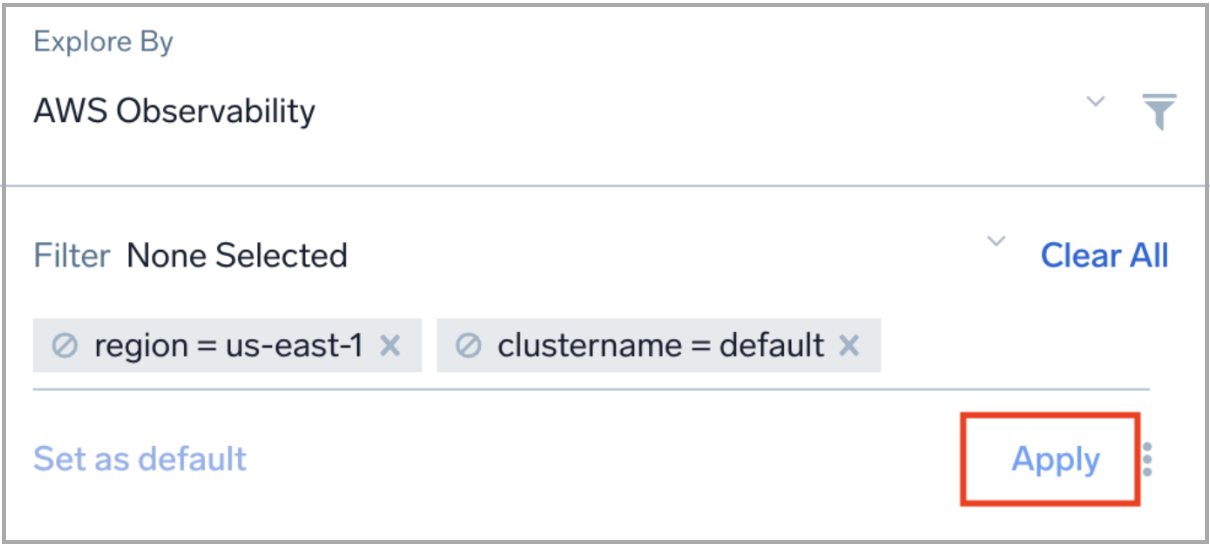 Explore By
AWS Observability
Filter None Selected Clear All
region = us-east-1 clustername = default
Set as default Apply